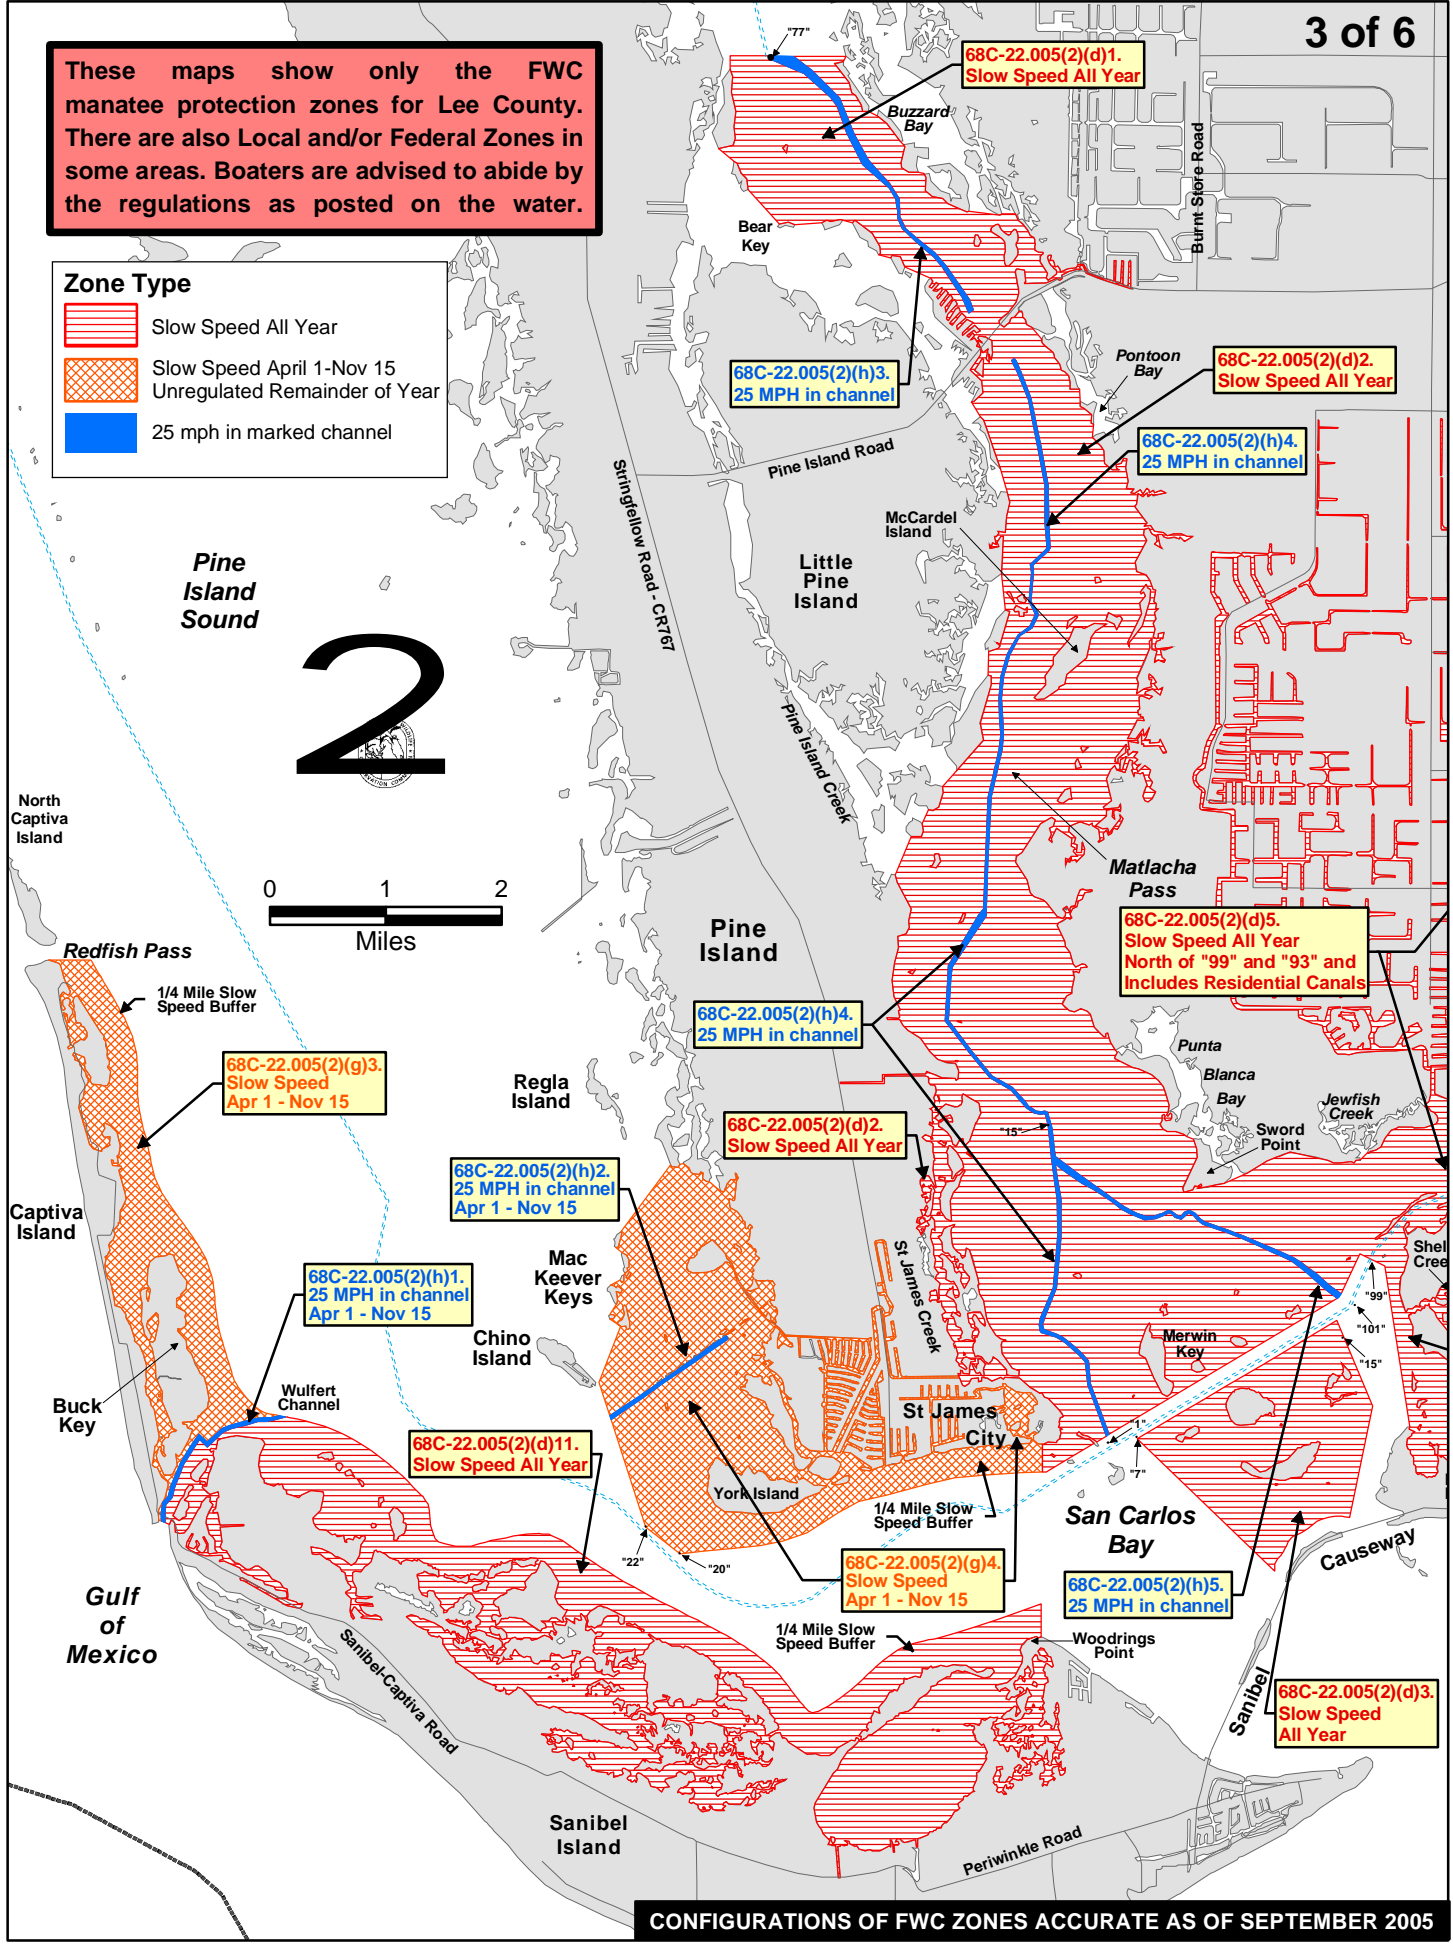 3 of 6
These maps show only the FWC
manatee protection zones for Lee County.
There are also Local and/or Federal Zones in
some areas. Boaters are advised to abide by
the regulations as posted on the water.
Zone Type
Slow Speed All Year
Slow Speed April 1-Nov 15
Unregulated Remainder of Year
25 mph in marked channel
"77"
68C-22.005(2)(d)1.
Slow Speed All Year
Buzzard
Bay
Burnt Store Road
Bear
Key
68C-22.005(2)(h)3.
25 MPH in channel
Pontoon
Bay
68C-22.005(2)(d)2.
Slow Speed All Year
68C-22.005(2)(h)4.
25 MPH in channel
Pine Island Road
Stringfellow Road - CR767
McCardel
Island
Little
Pine
Island
Pine
Island
Sound
2
Pine Island Creek
North
Captiva
Island
0 1 2
Miles
Matlacha
Pass
68C-22.005(2)(d)5.
Slow Speed All Year
North of "99" and "93" and
Includes Residential Canals
Pine
Island
Redfish Pass
1/4 Mile Slow
Speed Buffer
68C-22.005(2)(h)4.
25 MPH in channel
Punta
Blanca
Bay
68C-22.005(2)(g)3.
Slow Speed
Apr 1 - Nov 15
Regla
Island
Jewfish
Creek
Sword
Point
"15"
68C-22.005(2)(d)2.
Slow Speed All Year
68C-22.005(2)(h)2.
25 MPH in channel
Apr 1 - Nov 15
Captiva
Island
Mac
Keever
Keys
St James Creek
Shel
Cree
68C-22.005(2)(h)1.
25 MPH in channel
Apr 1 - Nov 15
"99"
"101"
"15"
Chino
Island
Merwin
Key
Buck
Key
Wulfert
Channel
St James
City
"1"
"7"
68C-22.005(2)(d)11.
Slow Speed All Year
York Island
1/4 Mile Slow
Speed Buffer
San Carlos
Bay
Causeway
"22"
"20"
68C-22.005(2)(g)4.
Slow Speed
Apr 1 - Nov 15
68C-22.005(2)(h)5.
25 MPH in channel
Gulf
of
Mexico
1/4 Mile Slow
Speed Buffer
Woodrings
Point
Sanibel-Captiva Road
Sanibel
68C-22.005(2)(d)3.
Slow Speed
All Year
Sanibel
Island
Periwinkle Road
CONFIGURATIONS OF FWC ZONES ACCURATE AS OF SEPTEMBER 2005